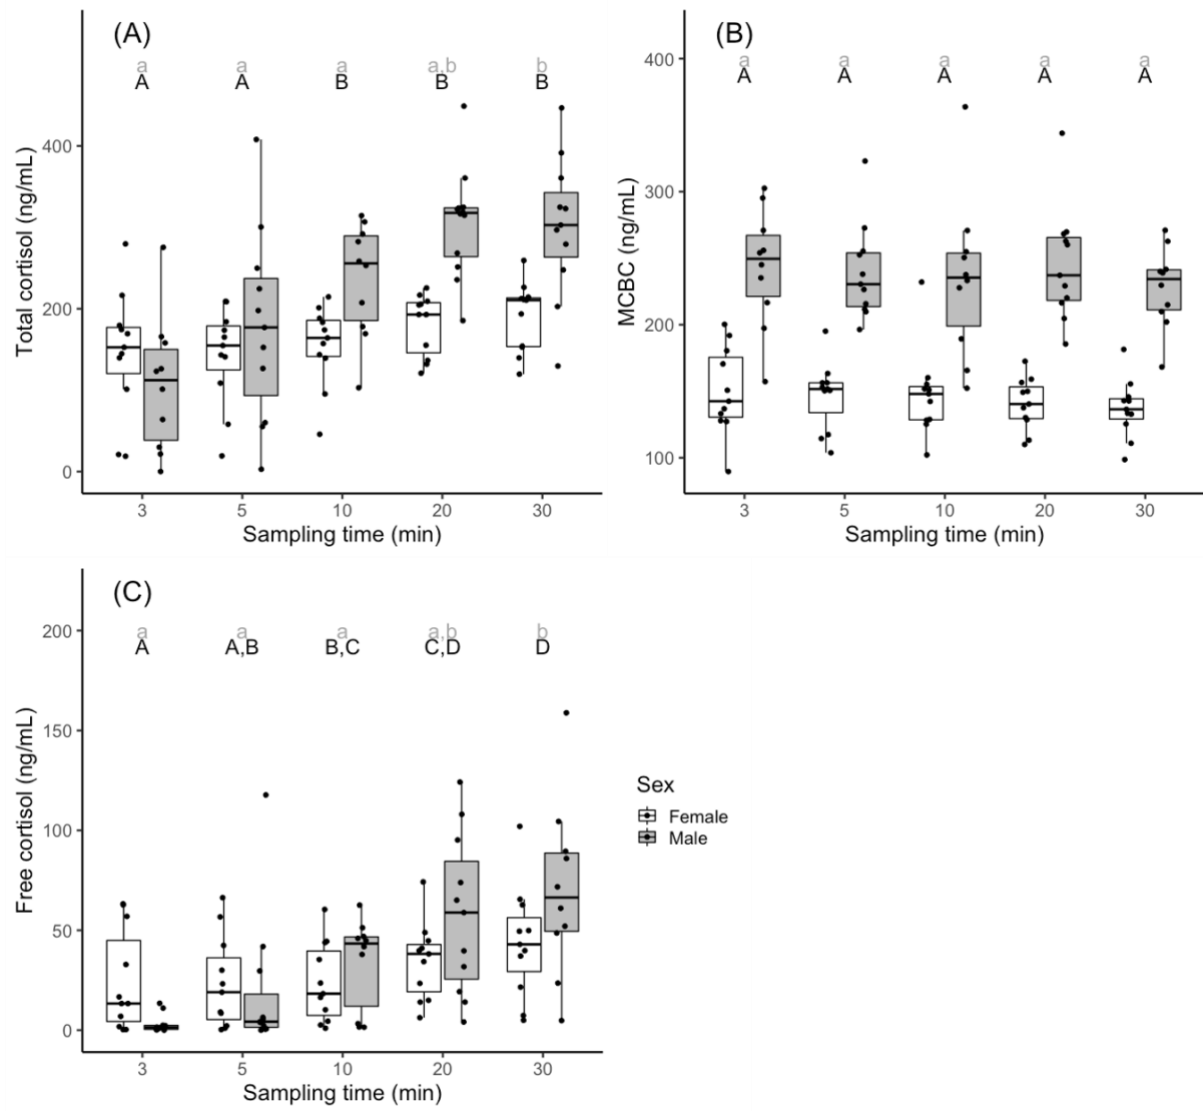 (A)
a a a a,b b
A A B B B
Total cortisol (ng/mL)
400
200
0
3 5 10 20 30
Sampling time (min)
(B)
a a a a a
A A A A A
MCBC (ng/mL)
400
300
200
100
3 5 10 20 30
Sampling time (min)
(C)
a a a a,b b
A A,B B,C C,D D
Free cortisol (ng/mL)
200
150
100
50
0
3 5 10 20 30
Sampling time (min)
Sex
Female
Male